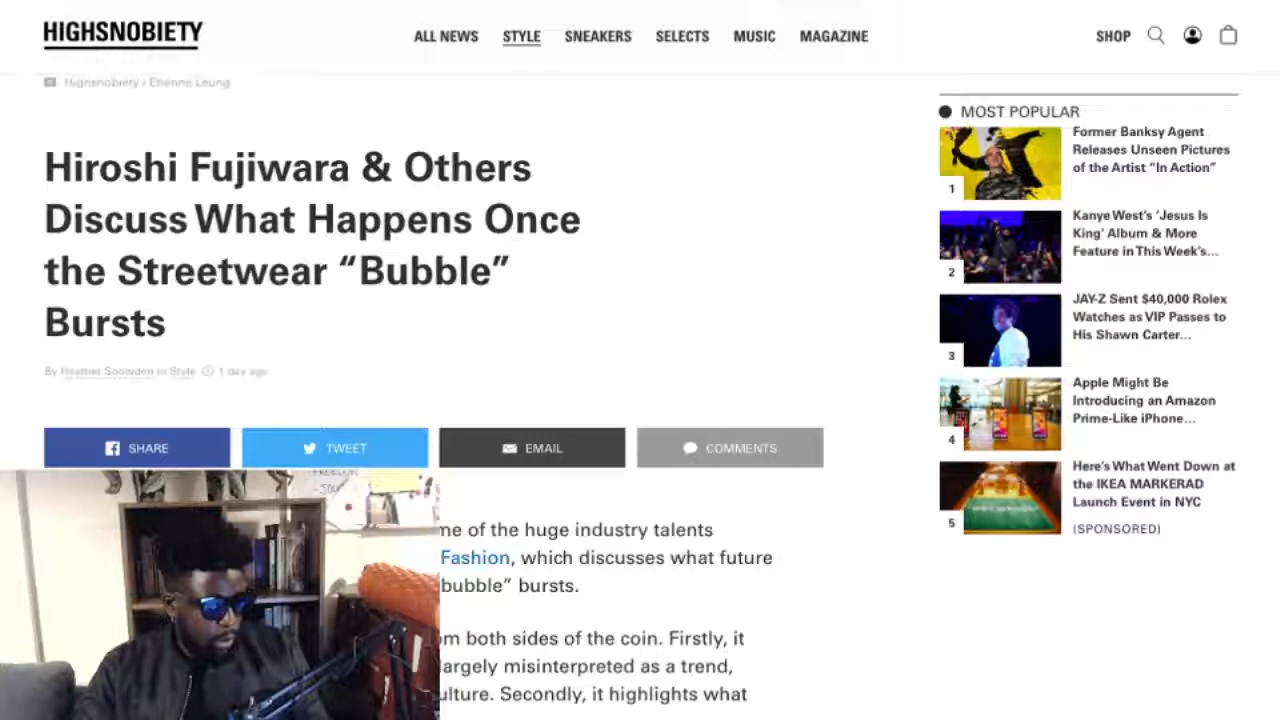 HIGHSNOBIETY
ALL NEWS STYLE SNEAKERS SELECTS MUSIC MAGAZINE
SHOP
Highsnobiety / Etienne Leung
Hiroshi Fujiwara & Others
Discuss What Happens Once
the Streetwear “Bubble”
Bursts
By Heather Snowden in Style 1 day ago
SHARE
TWEET
EMAIL
COMMENTS
me of the huge industry talents
Fashion, which discusses what future
bubble” bursts.
om both sides of the coin. Firstly, it
largely misinterpreted as a trend,
ulture. Secondly, it highlights what
MOST POPULAR
1
Former Banksy Agent
Releases Unseen Pictures
of the Artist “In Action”
2
Kanye West’s ‘Jesus Is
King’ Album & More
Feature in This Week’s...
3
JAY-Z Sent $40,000 Rolex
Watches as VIP Passes to
His Shawn Carter...
4
Apple Might Be
Introducing an Amazon
Prime-Like iPhone...
5
Here’s What Went Down at
the IKEA MARKERAD
Launch Event in NYC
(SPONSORED)